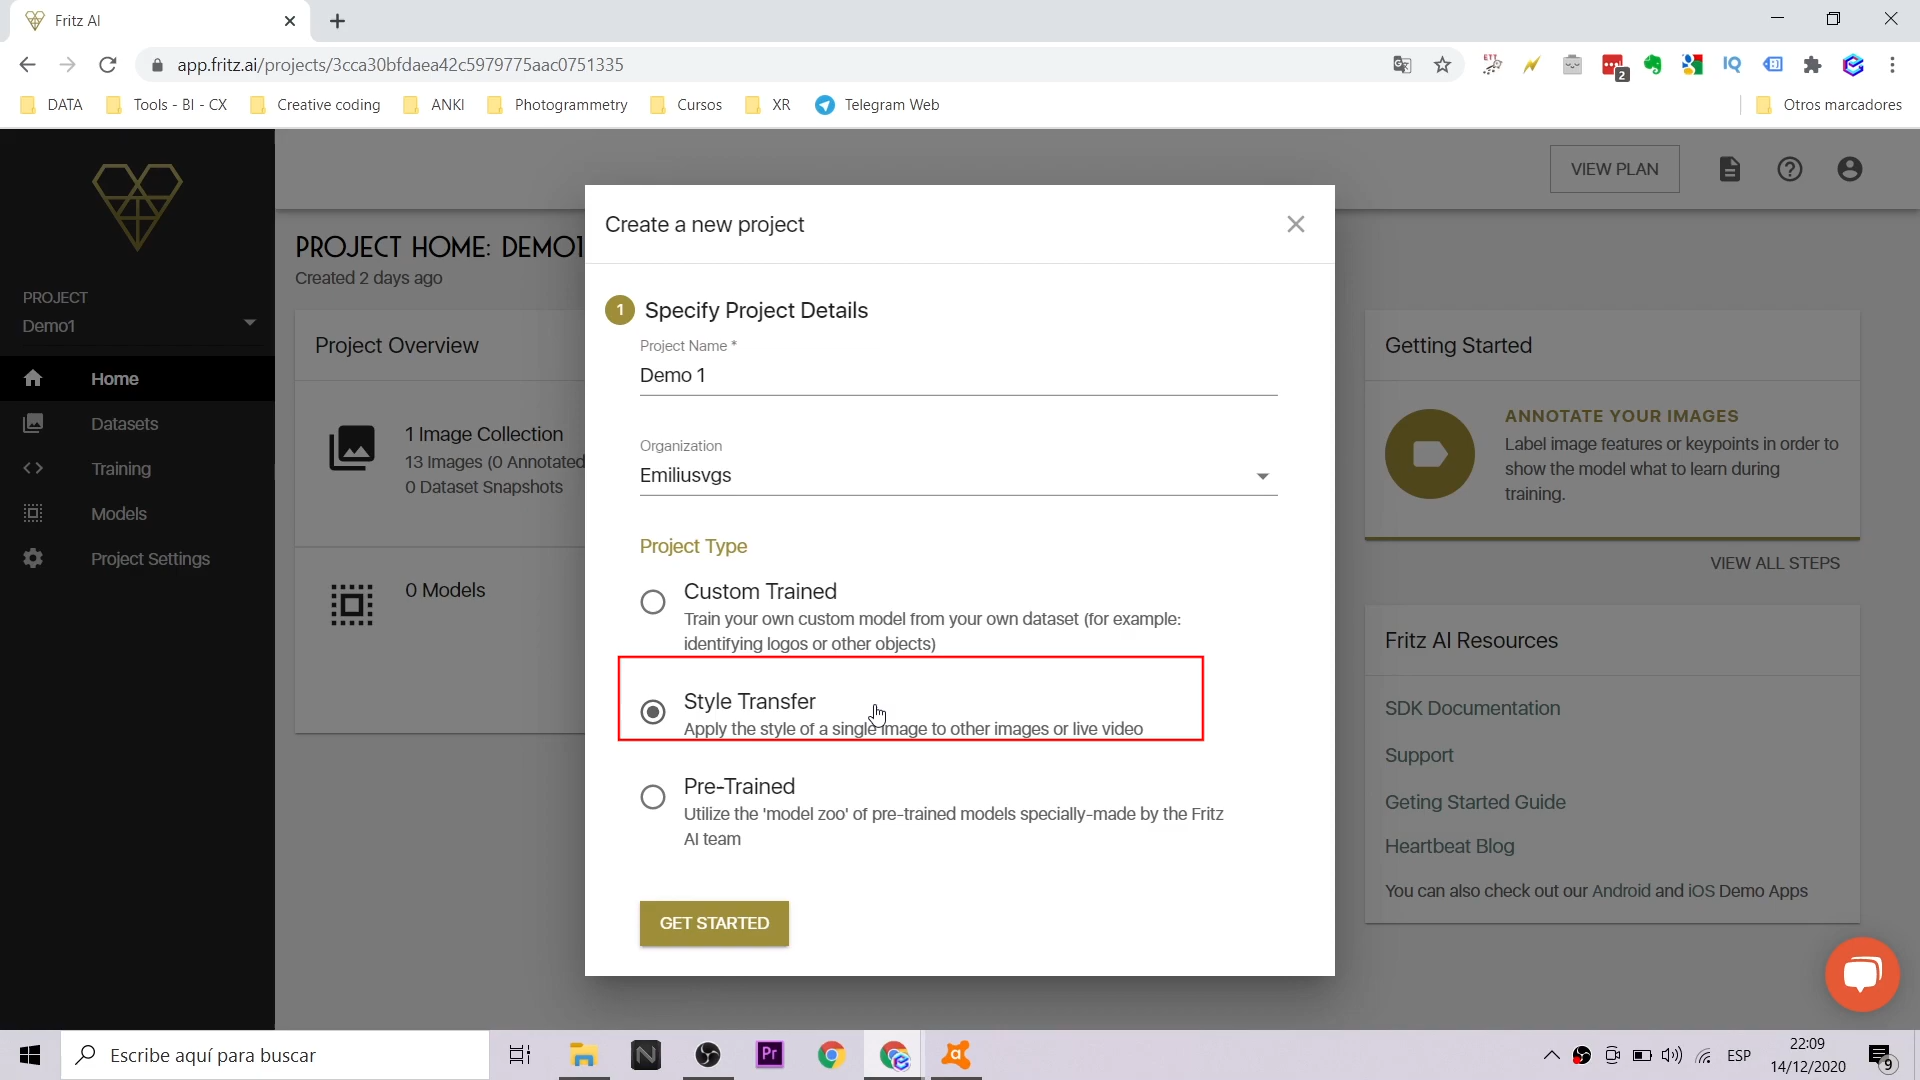 Fritz AI
app.fritz.ai/projects/3cca30bfdaea42c5979775aac0751335
ETT
2
IQ
DATA
Tools - BI - CX
Creative coding
ANKI
Photogrammetry
Cursos
XR
Telegram Web
Otros marcadores
VIEW PLAN
PROJECT
Demo1
Home
Datasets
Training
Models
Project Settings
PROJECT HOME: DEMO1
Created 2 days ago
Project Overview
1 Image Collection
13 Images (0 Annotated
0 Dataset Snapshots
0 Models
Create a new project
1 Specify Project Details
Project Name *
Demo 1
Organization
Emiliusvgs
Project Type
Custom Trained
Train your own custom model from your own dataset (for example:
identifying logos or other objects)
Style Transfer
Apply the style of a single image to other images or live video
Pre-Trained
Utilize the 'model zoo' of pre-trained models specially-made by the Fritz
AI team
GET STARTED
Getting Started
ANNOTATE YOUR IMAGES
Label image features or keypoints in order to
show the model what to learn during
training.
VIEW ALL STEPS
Fritz AI Resources
SDK Documentation
Support
Geting Started Guide
Heartbeat Blog
You can also check out our Android and iOS Demo Apps
Escribe aquí para buscar
Pr
ESP
22:09
14/12/2020
9